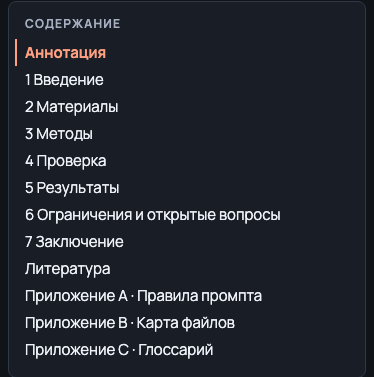 СОДЕРЖАНИЕ
Аннотация
1 Введение
2 Материалы
3 Методы
4 Проверка
5 Результаты
6 Ограничения и открытые вопросы
7 Заключение
Литература
Приложение A · Правила промпта
Приложение B · Карта файлов
Приложение C · Глоссарий